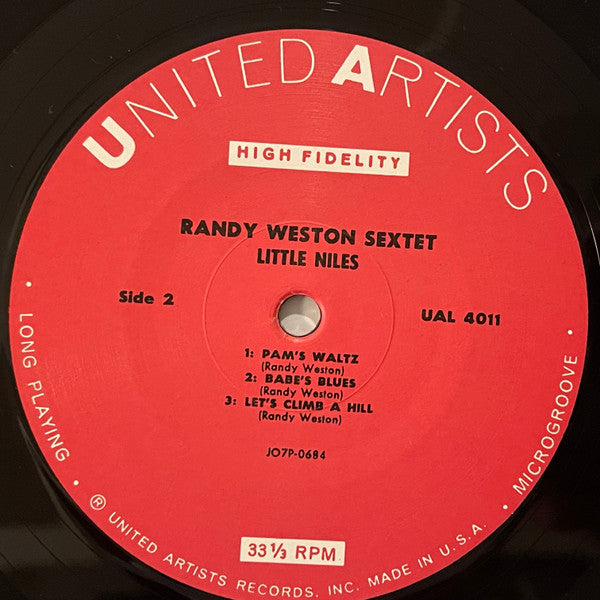 UNITED ARTISTS
HIGH FIDELITY
RANDY WESTON SEXTET
LITTLE NILES
Side 2
UAL 4011
1: PAM'S WALTZ
(Randy Weston)
2: BABE'S BLUES
(Randy Weston)
3: LET'S CLIMB A HILL
(Randy Weston)
JO7P-0684
33 1/3 RPM
• LONG PLAYING • ® UNITED ARTISTS RECORDS, INC. MADE IN U.S.A. • MICROGROOVE •